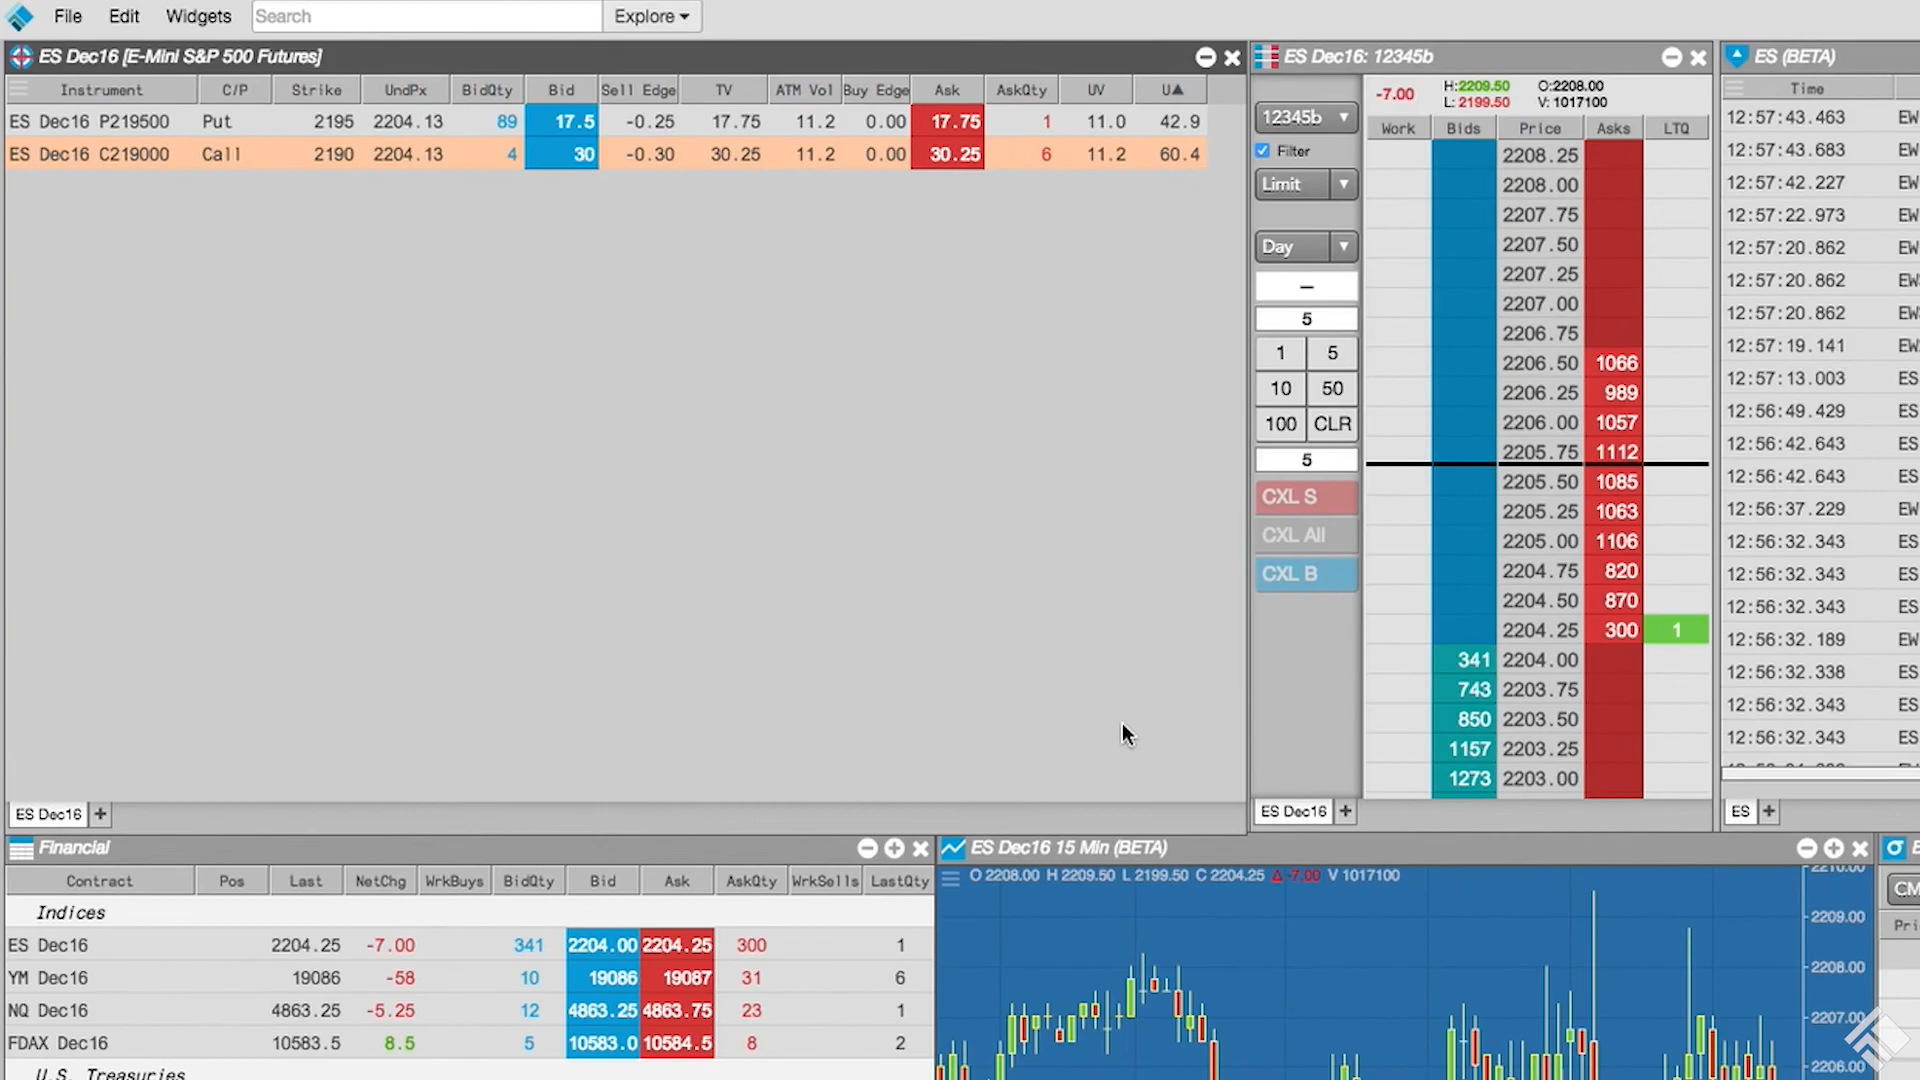 File Edit Widgets Search Explore
ES Dec16 [E-Mini S&P 500 Futures]
Instrument C/P Strike UndPx BidQty Bid Sell Edge TV ATM Vol Buy Edge Ask AskQty UV U▲
ES Dec16 P219500 Put 2195 2204.13 89 17.5 -0.25 17.75 11.2 0.00 17.75 1 11.0 42.9
ES Dec16 C219000 Call 2190 2204.13 4 30 -0.30 30.25 11.2 0.00 30.25 6 11.2 60.4
ES Dec16 +
ES Dec16: 12345b
-7.00 H:2209.50 O:2208.00
L: 2199.50 V: 1017100
12345b
Filter
Limit
Day
–
5
1 5
10 50
100 CLR
5
CXL S
CXL All
CXL B
Work Bids Price Asks LTQ
2208.25
2208.00
2207.75
2207.50
2207.25
2207.00
2206.75
2206.50 1066
2206.25 989
2206.00 1057
2205.75 1112
2205.50 1085
2205.25 1063
2205.00 1106
2204.75 820
2204.50 870
2204.25 300 1
341 2204.00
743 2203.75
850 2203.50
1157 2203.25
1273 2203.00
ES Dec16 +
ES (BETA)
Time
12:57:43.463 EW
12:57:43.683 EW
12:57:42.227 EW
12:57:22.973 EW
12:57:20.862 EW
12:57:20.862 EW
12:57:20.862 EW
12:57:19.141 EW
12:57:13.003 ES
12:56:49.429 ES
12:56:42.643 ES
12:56:42.643 ES
12:56:37.229 EW
12:56:32.343 ES
12:56:32.343 ES
12:56:32.343 ES
12:56:32.189 EW
12:56:32.338 ES
12:56:32.343 ES
12:56:32.343 ES
ES +
Financial
Contract Pos Last NetChg WrkBuys BidQty Bid Ask AskQty WrkSells LastQty
Indices
ES Dec16 2204.25 -7.00 341 2204.00 2204.25 300 1
YM Dec16 19086 -58 10 19086 19087 31 6
NQ Dec16 4863.25 -5.25 12 4863.25 4863.75 23 1
FDAX Dec16 10583.5 8.5 5 10583.0 10584.5 8 2
U.S. Treasuries
ES Dec16 15 Min (BETA)
O 2208.00 H 2209.50 L 2199.50 C 2204.25 Δ -7.00 V 1017100
2210.00
2209.00
2208.00
2207.00
2206.00
E
CM
Pri